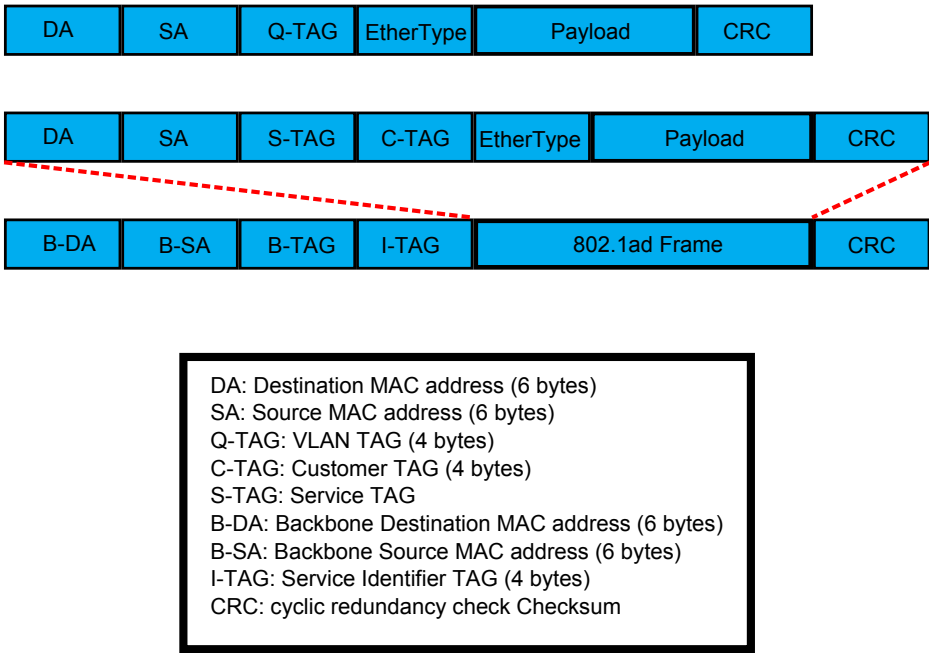 DA SA Q-TAG EtherType Payload CRC
DA SA S-TAG C-TAG EtherType Payload CRC
B-DA B-SA B-TAG I-TAG 802.1ad Frame CRC
DA: Destination MAC address (6 bytes)
SA: Source MAC address (6 bytes)
Q-TAG: VLAN TAG (4 bytes)
C-TAG: Customer TAG (4 bytes)
S-TAG: Service TAG
B-DA: Backbone Destination MAC address (6 bytes)
B-SA: Backbone Source MAC address (6 bytes)
I-TAG: Service Identifier TAG (4 bytes)
CRC: cyclic redundancy check Checksum